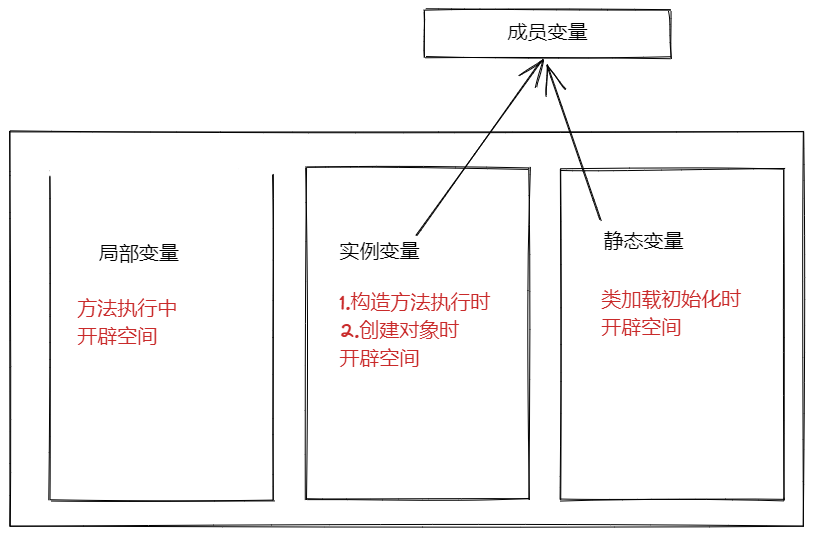 成员变量
局部变量
方法执行中
开辟空间
实例变量
1.构造方法执行时
2.创建对象时
开辟空间
静态变量
类加载初始化时
开辟空间